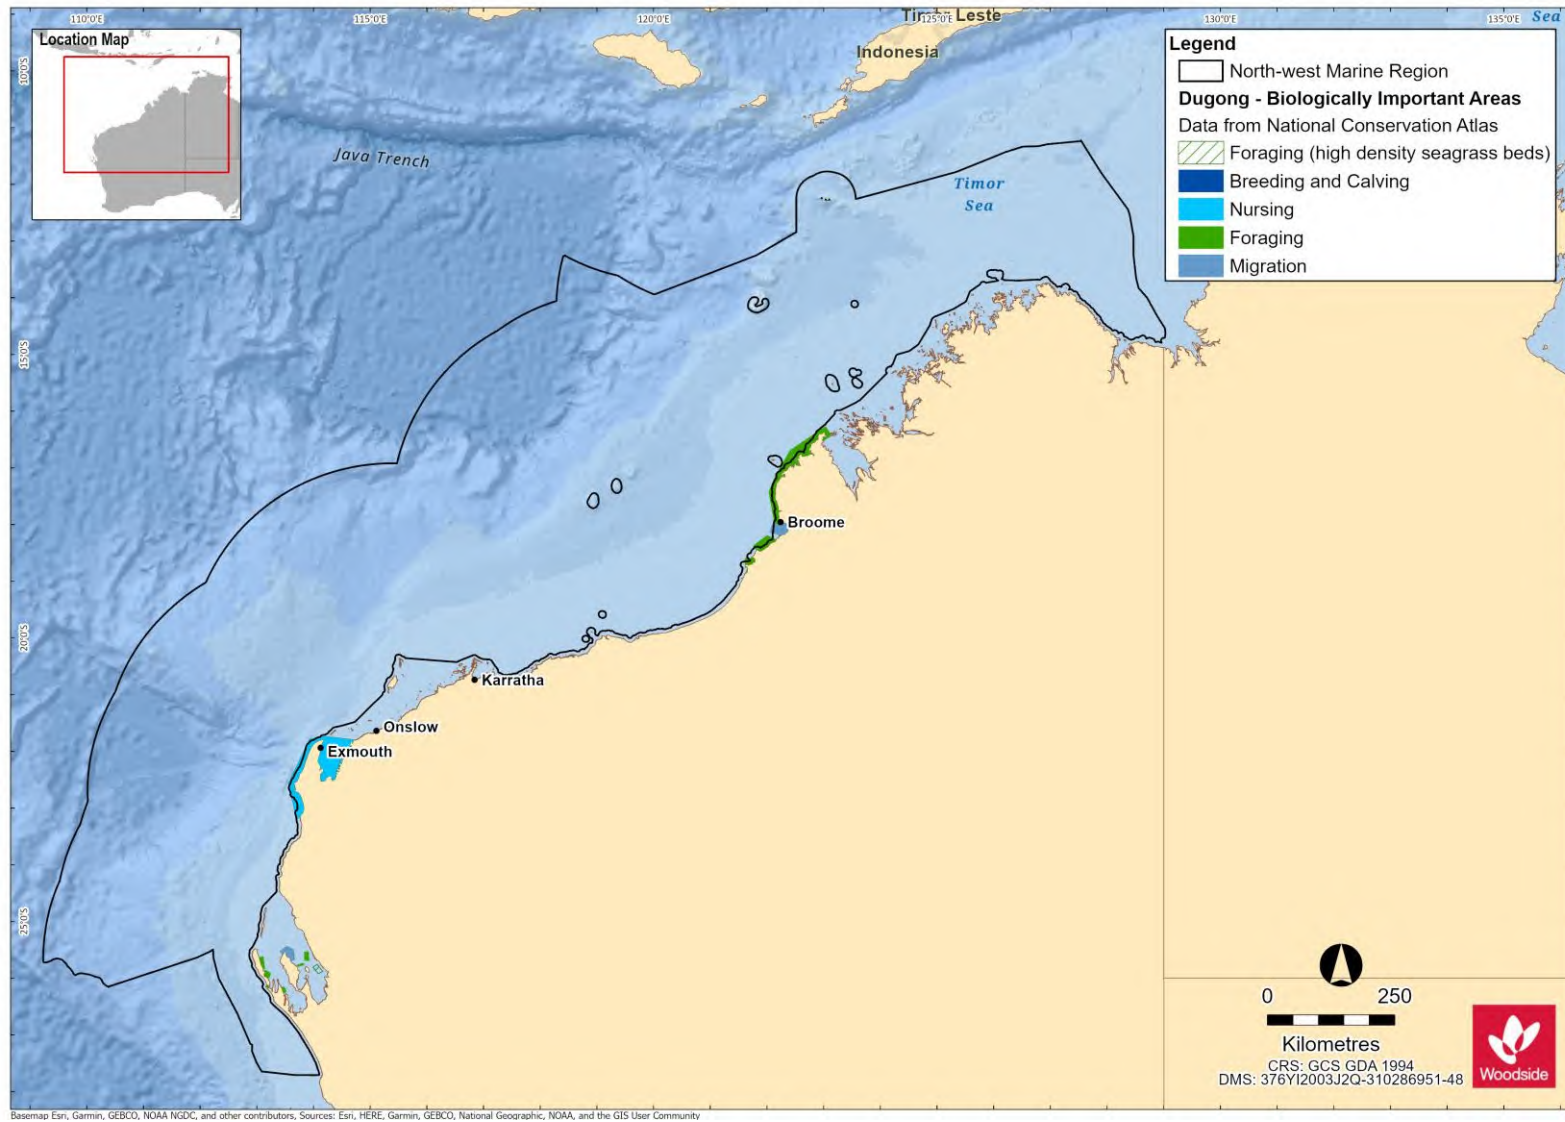 110°0'E
115°0'E
120°0'E
125°0'E
130°0'E
135°0'E
Sea
Timor Leste
Indonesia
Location Map
Legend
North-west Marine Region
Dugong - Biologically Important Areas
Data from National Conservation Atlas
Foraging (high density seagrass beds)
Breeding and Calving
Nursing
Foraging
Migration
10°0'S
Java Trench
Timor
Sea
15°0'S
Broome
20°0'S
Karratha
Onslow
Exmouth
25°0'S
0 250
Kilometres
CRS: GCS GDA 1994
DMS: 376YI2003J2Q-310286951-48
Woodside
Basemap Esri, Garmin, GEBCO, NOAA NGDC, and other contributors, Sources: Esri, HERE, Garmin, GEBCO, National Geographic, NOAA, and the GIS User Community